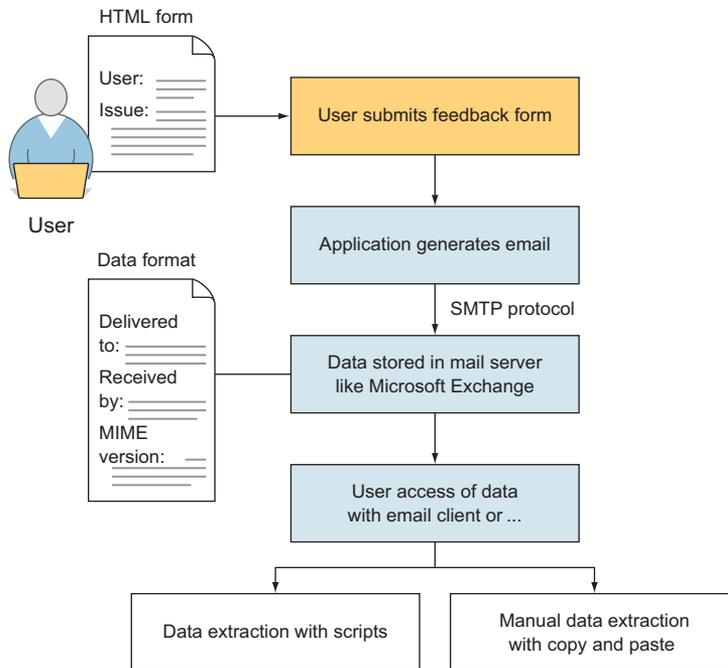 HTML form
User:
Issue:
User submits feedback form
User
Application generates email
Data format
SMTP protocol
Delivered
to:
Received
by:
MIME
version:
Data stored in mail server
like Microsoft Exchange
User access of data
with email client or ...
Data extraction with scripts
Manual data extraction
with copy and paste